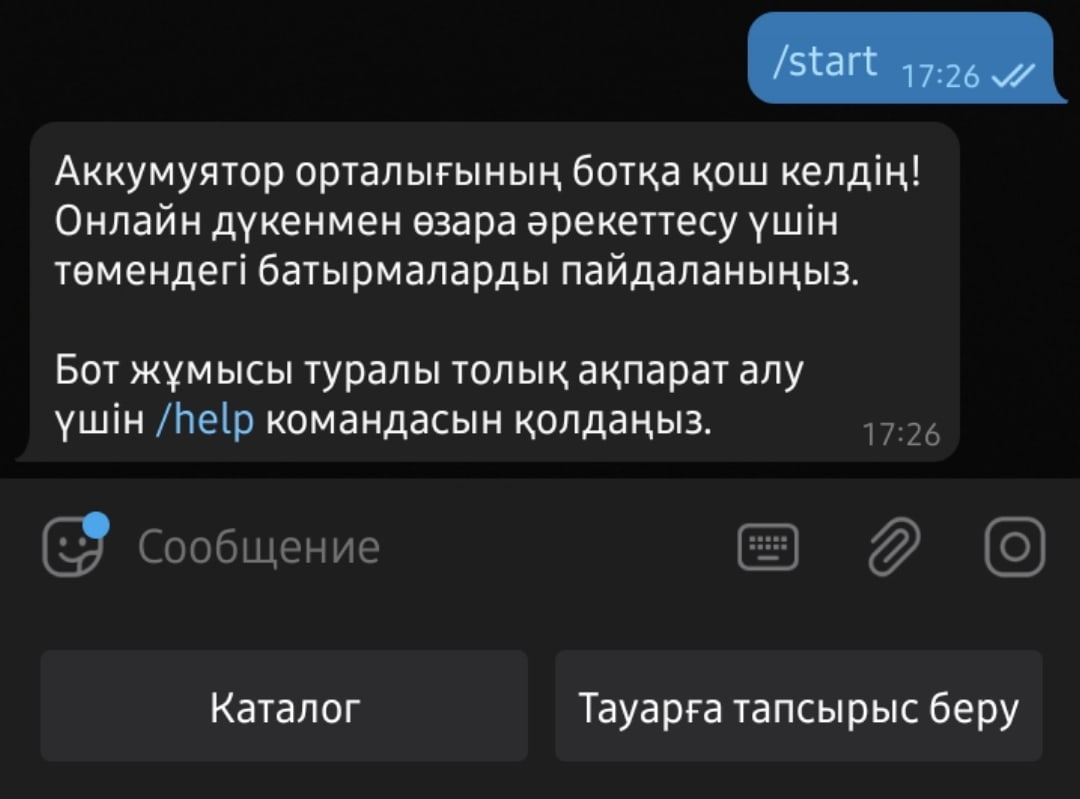 /start 17:26
Аккумуятор орталығының ботқа қош келдің!
Онлайн дүкенмен өзара әрекеттесу үшін
төмендегі батырмаларды пайдаланыңыз.
Бот жұмысы туралы толық ақпарат алу
үшін /help командасын қолдаңыз.
17:26
Сообщение
Каталог
Тауарға тапсырыс беру